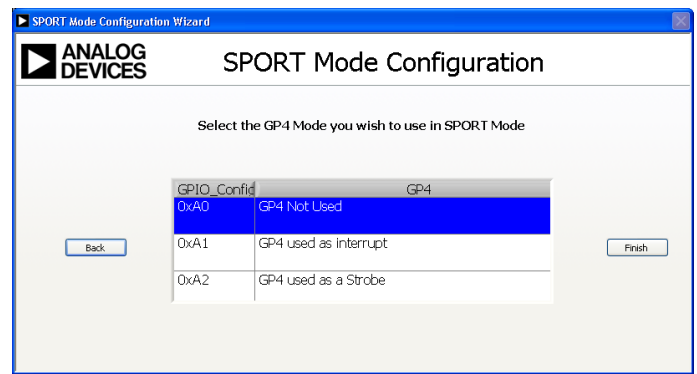 SPORT Mode Configuration Wizard
ANALOG
DEVICES
SPORT Mode Configuration
Select the GP4 Mode you wish to use in SPORT Mode
GPIO_Config GP4
0xA0 GP4 Not Used
0xA1 GP4 used as interrupt
0xA2 GP4 used as a Strobe
Back
Finish